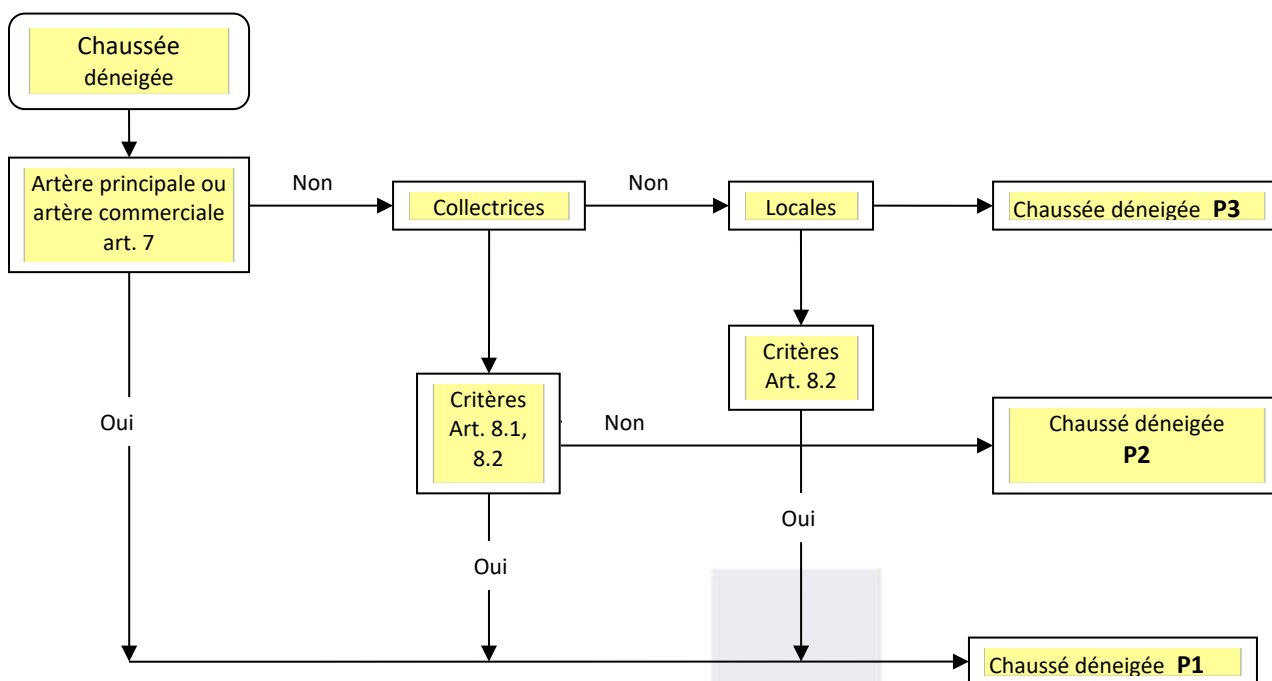 Chaussée
déneigée
Artère principale ou
artère commerciale
art. 7
Non
Collectrices
Non
Locales
Chaussée déneigée P3
Critères
Art. 8.2
Critères
Art. 8.1,
8.2
Oui
Non
Chaussé déneigée
P2
Oui
Oui
Chaussé déneigée P1